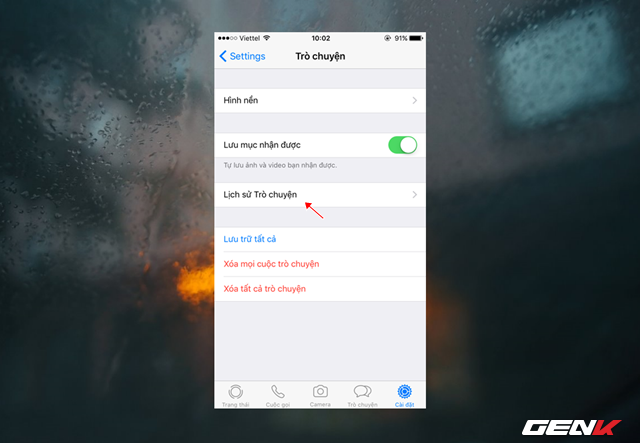 Viettel 10:02 91%
Settings Trò chuyện
Hình nền
Lưu mục nhận được
Tự lưu ảnh và video bạn nhận được.
Lịch sử Trò chuyện
Lưu trữ tất cả
Xóa mọi cuộc trò chuyện
Xóa tất cả trò chuyện
Trạng thái Cuộc gọi Camera Trò chuyện Cài đặt
GENK